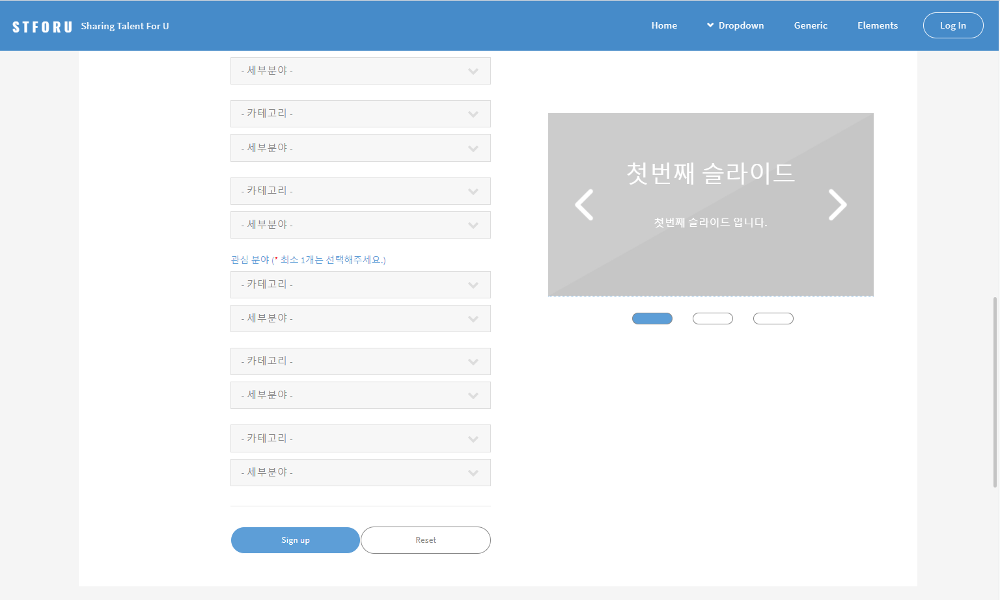 STFORU Sharing Talent For U Home Dropdown Generic Elements Log In
- 세부분야 -
- 카테고리 -
- 세부분야 -
- 카테고리 -
- 세부분야 -
관심 분야 (* 최소 1개는 선택해주세요.)
- 카테고리 -
- 세부분야 -
- 카테고리 -
- 세부분야 -
- 카테고리 -
- 세부분야 -
Sign up Reset
첫번째 슬라이드
첫번째 슬라이드 입니다.